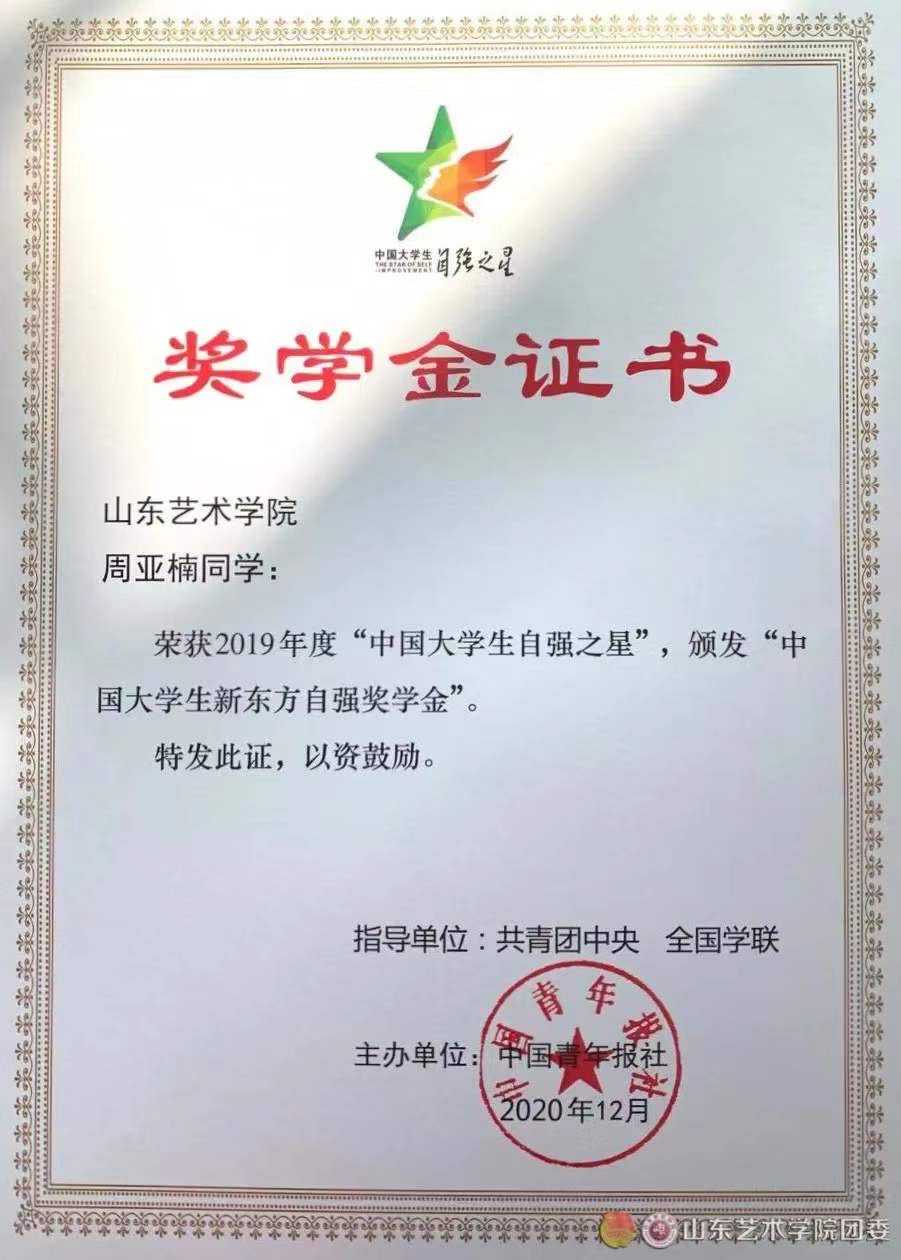 中国大学生
THE STAR OF SELF
-IMPROVEMENT
自强之星
奖学金证书
山东艺术学院
周亚楠同学：
荣获2019年度“中国大学生自强之星”，颁发“中
国大学生新东方自强奖学金”。
特发此证，以资鼓励。
指导单位：共青团中央 全国学联
主办单位：中国青年报社
中国青年报社
2020年12月
山东艺术学院团委